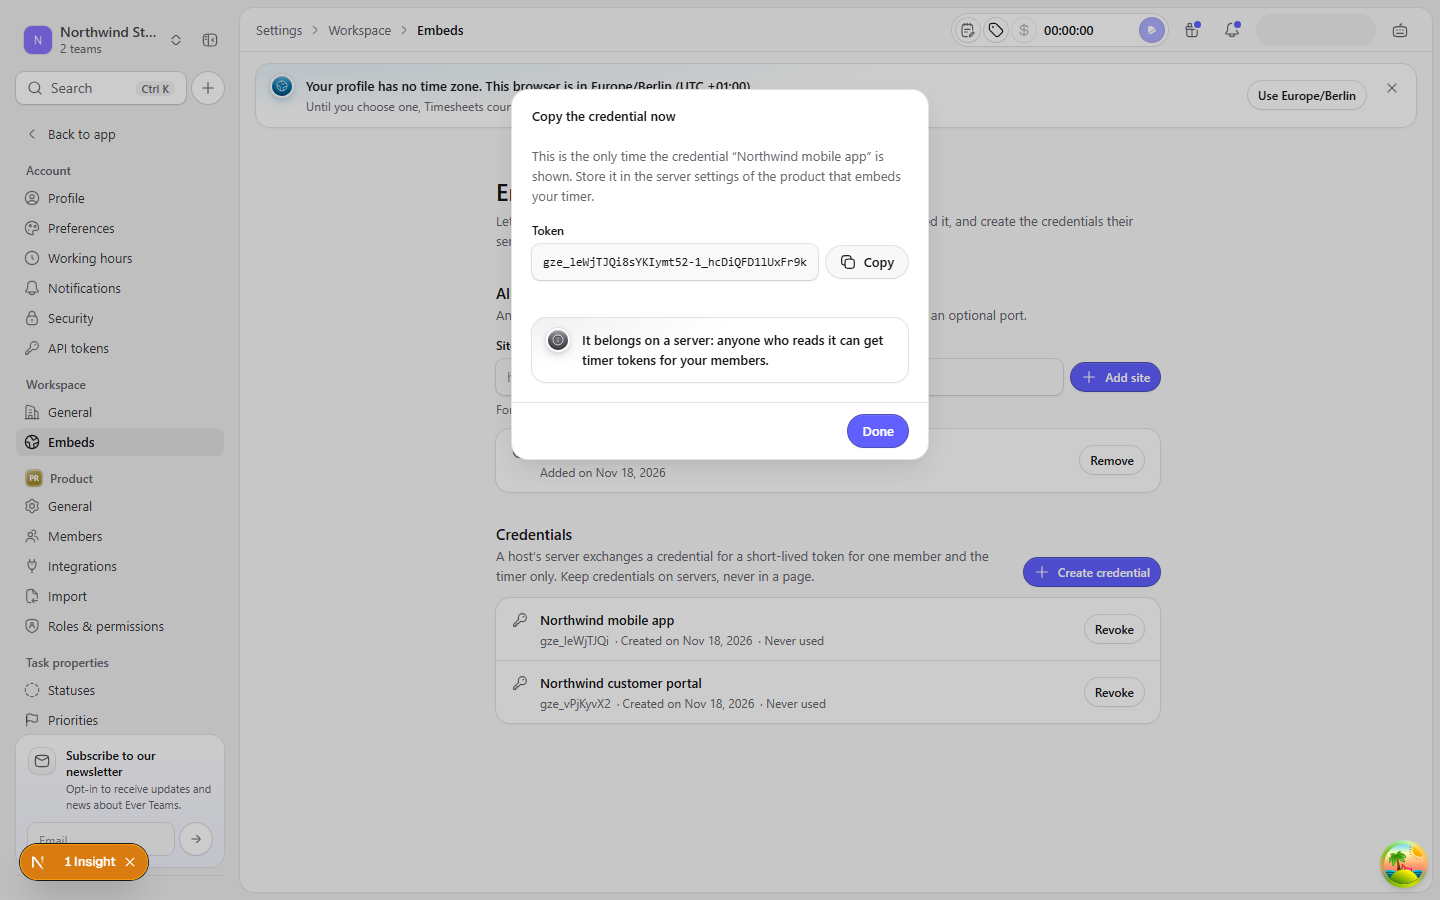 N
Northwind St...
2 teams
Search
Ctrl K
Back to app
Account
Profile
Preferences
Working hours
Notifications
Security
API tokens
Workspace
General
Embeds
PR
Product
General
Members
Integrations
Import
Roles & permissions
Task properties
Statuses
Priorities
Subscribe to our
newsletter
Opt-in to receive updates and
news about Ever Teams.
Email
1 Insight
Settings
Workspace
Embeds
00:00:00
Your profile has no time zone. This browser is in Europe/Berlin (UTC +01:00)
Until you choose one, Timesheets
Use Europe/Berlin
Copy the credential now
This is the only time the credential “Northwind mobile app” is
shown. Store it in the server settings of the product that embeds
your timer.
Token
gze_leWjTJQi8sYKIymt52-1_hcDiQFD1lUxFr9k
Copy
It belongs on a server: anyone who reads it can get
timer tokens for your members.
Done
d it, and create the credentials their
an optional port.
Add site
Added on Nov 18, 2026
Remove
Credentials
A host's server exchanges a credential for a short-lived token for one member and the
timer only. Keep credentials on servers, never in a page.
Create credential
Northwind mobile app
gze_leWjTJQi · Created on Nov 18, 2026 · Never used
Revoke
Northwind customer portal
gze_vPjKyvX2 · Created on Nov 18, 2026 · Never used
Revoke